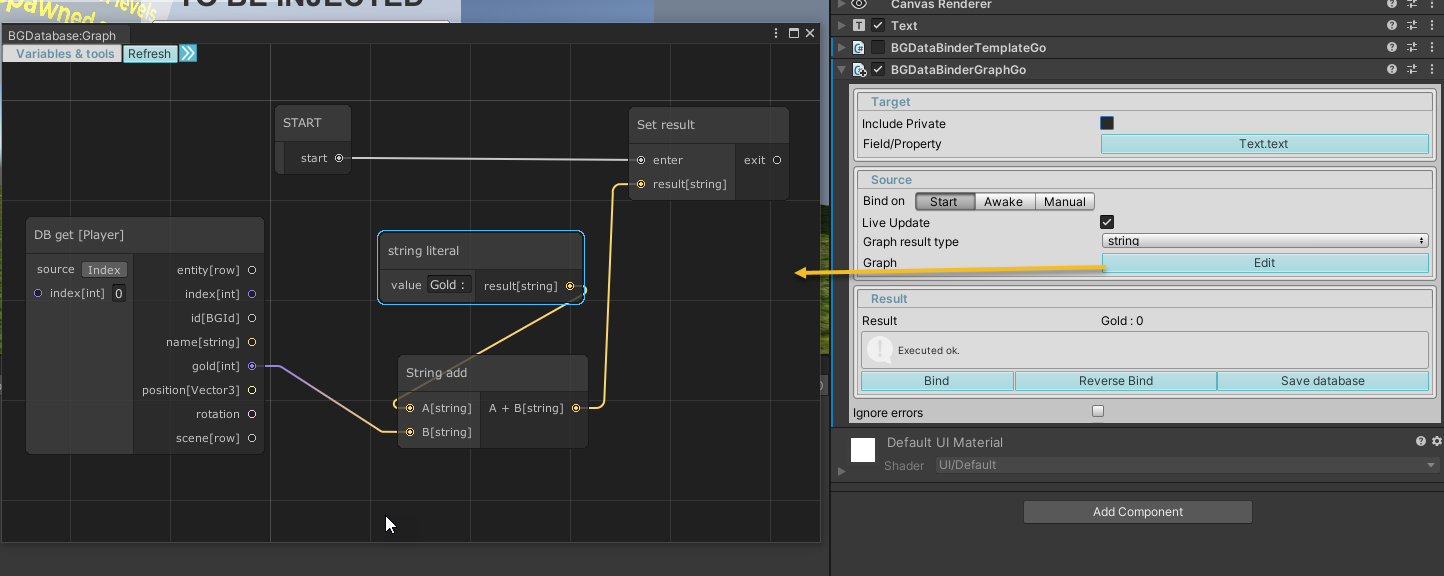 levels
spawned
TO BE INJECTED
BGDatabase:Graph
Variables & tools
Refresh
START
start
Set result
enter
exit
result[string]
DB get [Player]
source Index
index[int] 0
entity[row]
index[int]
id[BGId]
name[string]
gold[int]
position[Vector3]
rotation
scene[row]
string literal
value Gold :
result[string]
String add
A[string]
A + B[string]
B[string]
Canvas Renderer
Text
BGDataBinderTemplateGo
BGDataBinderGraphGo
Target
Include Private
Field/Property Text.text
Source
Bind on Start Awake Manual
Live Update
Graph result type string
Graph Edit
Result
Result Gold : 0
Executed ok.
Bind Reverse Bind Save database
Ignore errors
Default UI Material
Shader UI/Default
Add Component